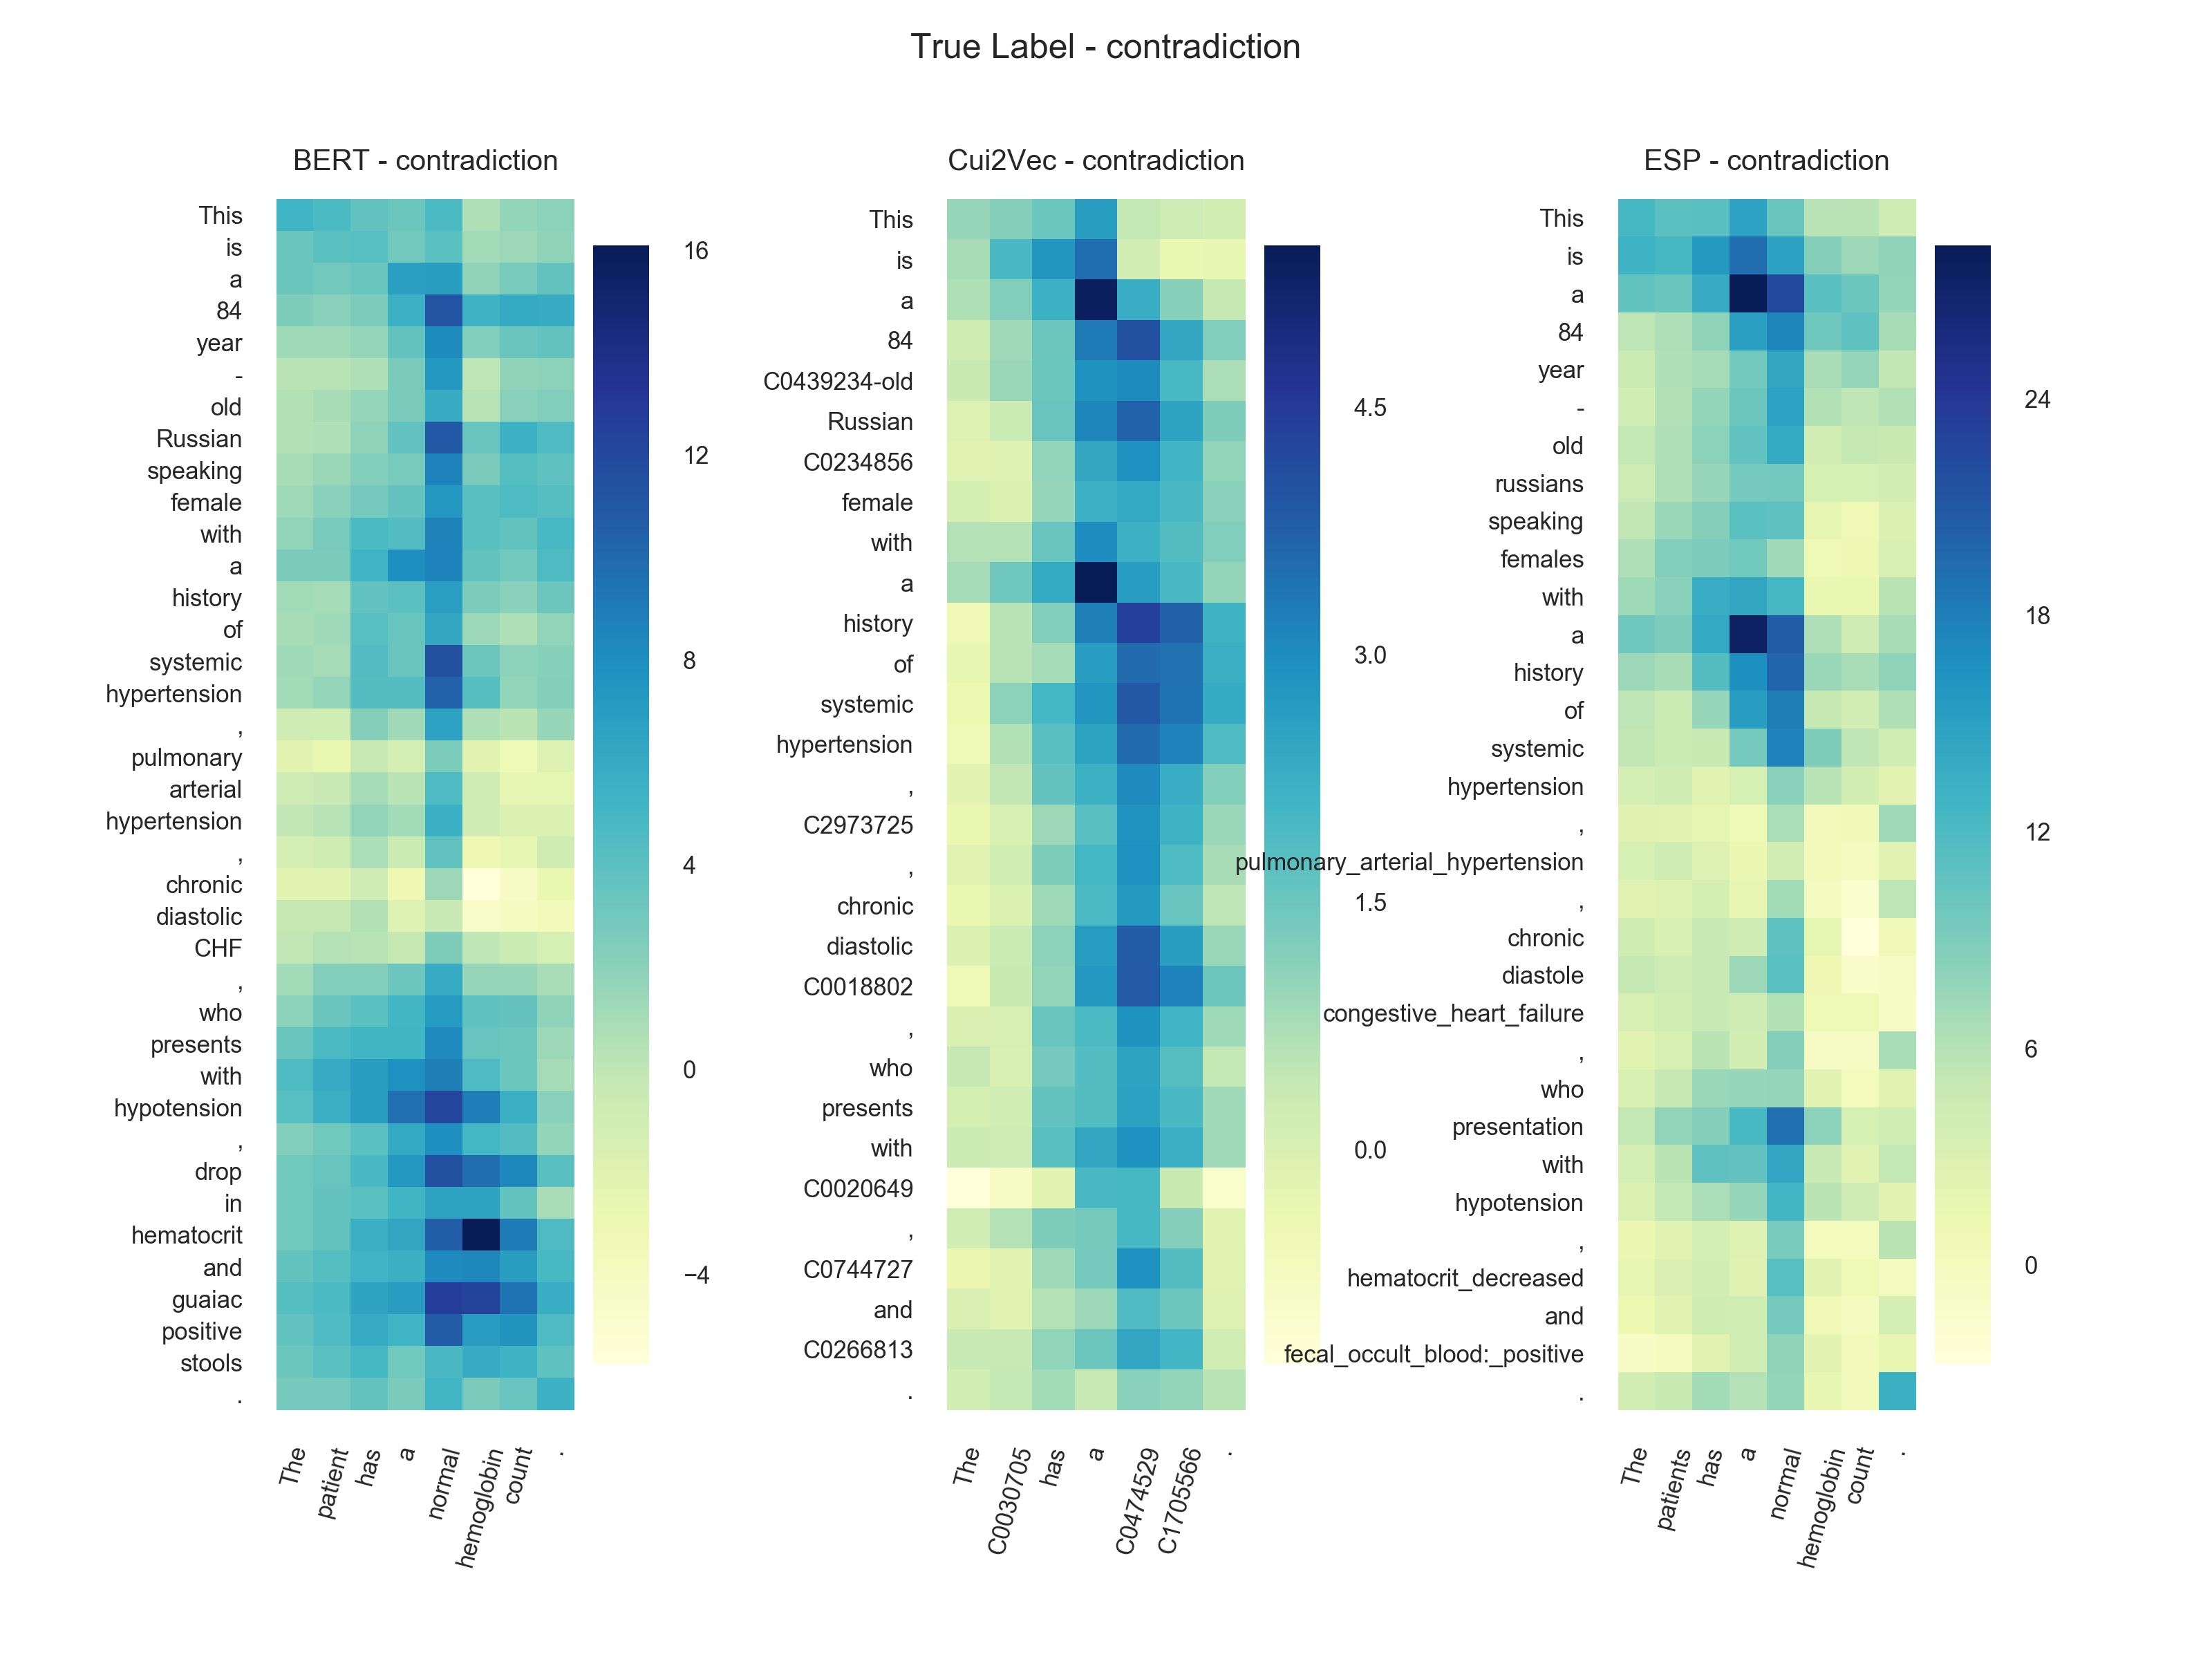 True Label - contradiction
BERT - contradiction
This
is
a
84
year
-
old
Russian
speaking
female
with
a
history
of
systemic
hypertension
,
pulmonary
arterial
hypertension
,
chronic
diastolic
CHF
,
who
presents
with
hypotension
,
drop
in
hematocrit
and
guaiac
positive
stools
.
The
patient
has
a
normal
hemoglobin
count
.
16
12
8
4
0
−4
Cui2Vec - contradiction
This
is
a
84
C0439234-old
Russian
C0234856
female
with
a
history
of
systemic
hypertension
,
C2973725
,
chronic
diastolic
C0018802
,
who
presents
with
C0020649
,
C0744727
and
C0266813
.
The
C0030705
has
a
C0474529
C1705566
.
4.5
3.0
1.5
0.0
ESP - contradiction
This
is
a
84
year
-
old
russians
speaking
females
with
a
history
of
systemic
hypertension
,
pulmonary_arterial_hypertension
,
chronic
diastole
congestive_heart_failure
,
who
presentation
with
hypotension
,
hematocrit_decreased
and
fecal_occult_blood:_positive
.
The
patients
has
a
normal
hemoglobin
count
.
24
18
12
6
0